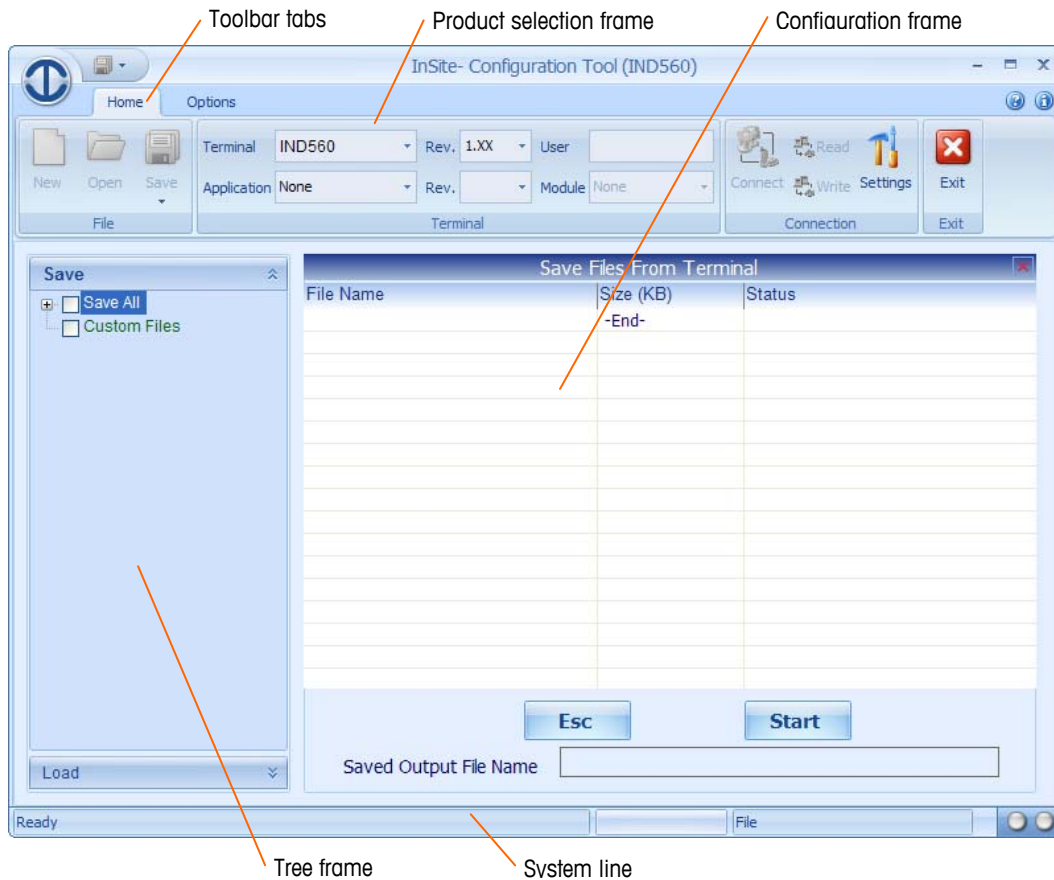 Toolbar tabs
Product selection frame
Confiauration frame
InSite- Configuration Tool (IND560)
Home
Options
New
Open
Save
File
Terminal
IND560
Rev.
1.XX
User
Application
None
Rev.
Module
None
Terminal
Connect
Read
Write
Settings
Connection
Exit
Exit
Save
Save All
Custom Files
Load
Save Files From Terminal
File Name
Size (KB)
Status
-End-
Esc
Start
Saved Output File Name
Ready
File
Tree frame
System line